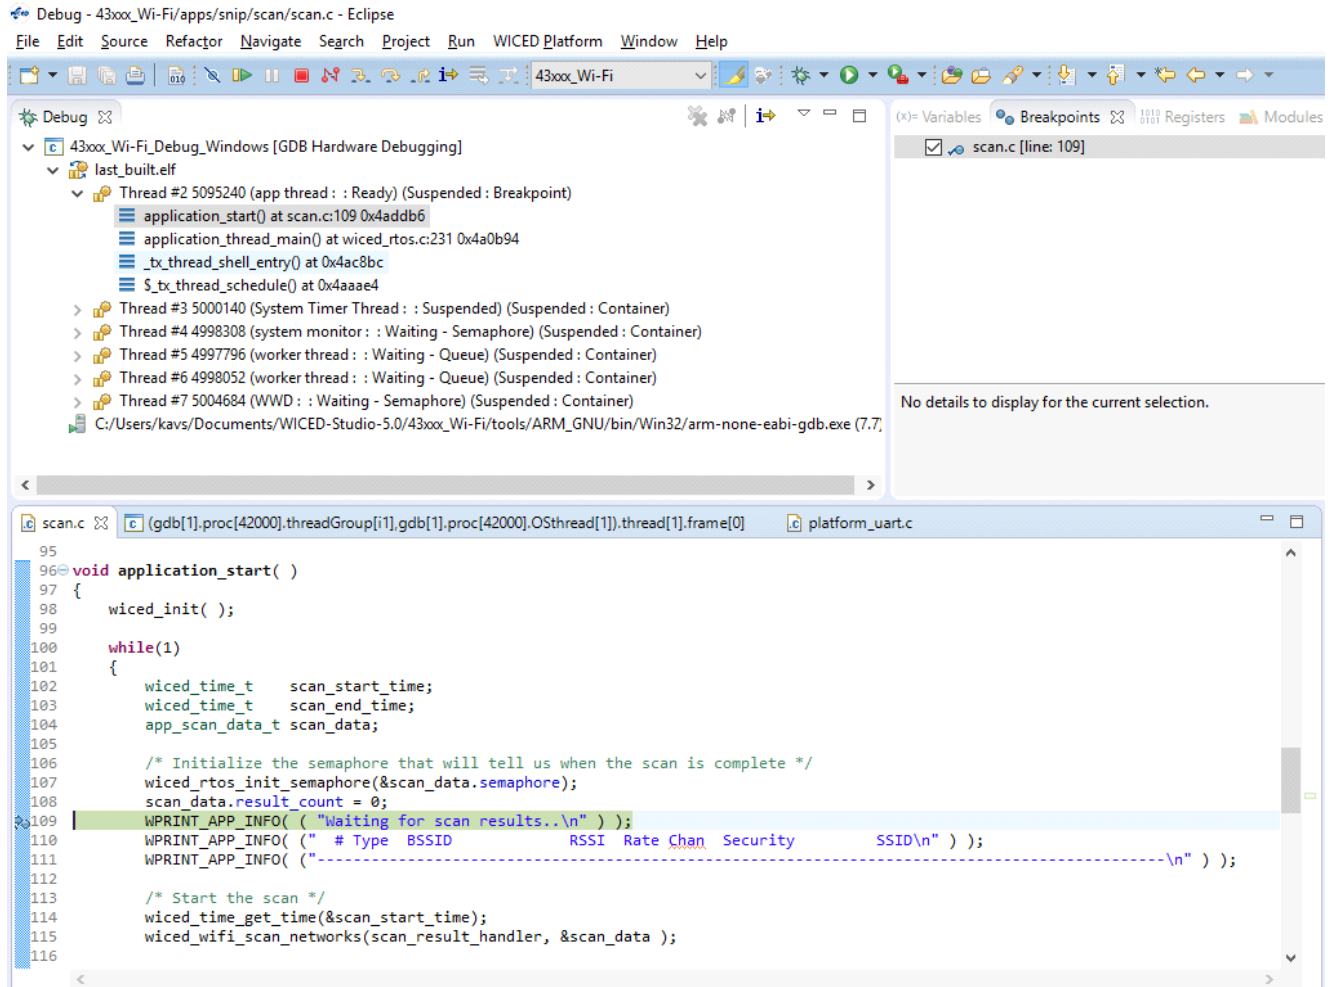 Debug - 43xxx_Wi-Fi/apps/snip/scan/scan.c - Eclipse
File Edit Source Refactor Navigate Search Project Run WICED Platform Window Help
43xxx_Wi-Fi
Debug
(x)= Variables Breakpoints Registers Modules
43xxx_Wi-Fi_Debug_Windows [GDB Hardware Debugging]
scan.c [line: 109]
last_built.elf
Thread #2 5095240 (app thread : : Ready) (Suspended : Breakpoint)
application_start() at scan.c:109 0x4addb6
application_thread_main() at wiced_rtos.c:231 0x4a0b94
_tx_thread_shell_entry() at 0x4ac8bc
$_tx_thread_schedule() at 0x4aaae4
Thread #3 5000140 (System Timer Thread : : Suspended) (Suspended : Container)
Thread #4 4998308 (system monitor : : Waiting - Semaphore) (Suspended : Container)
Thread #5 4997796 (worker thread : : Waiting - Queue) (Suspended : Container)
Thread #6 4998052 (worker thread : : Waiting - Queue) (Suspended : Container)
Thread #7 5004684 (WWD : : Waiting - Semaphore) (Suspended : Container)
C:/Users/kavs/Documents/WICED-Studio-5.0/43xxx_Wi-Fi/tools/ARM_GNU/bin/Win32/arm-none-eabi-gdb.exe (7.7)
No details to display for the current selection.
scan.c (gdb[1].proc[42000].threadGroup[i1],gdb[1].proc[42000].OSthread[1]).thread[1].frame[0] platform_uart.c
95
96 void application_start( )
97 {
98 wiced_init( );
99
100 while(1)
101 {
102 wiced_time_t scan_start_time;
103 wiced_time_t scan_end_time;
104 app_scan_data_t scan_data;
105
106 /* Initialize the semaphore that will tell us when the scan is complete */
107 wiced_rtos_init_semaphore(&scan_data.semaphore);
108 scan_data.result_count = 0;
109 WPRINT_APP_INFO( ( "Waiting for scan results..\n" ) );
110 WPRINT_APP_INFO( (" # Type BSSID RSSI Rate Chan Security SSID\n" ) );
111 WPRINT_APP_INFO( ("----------------------------------------------------------------------------------------------\n" ) );
112
113 /* Start the scan */
114 wiced_time_get_time(&scan_start_time);
115 wiced_wifi_scan_networks(scan_result_handler, &scan_data );
116